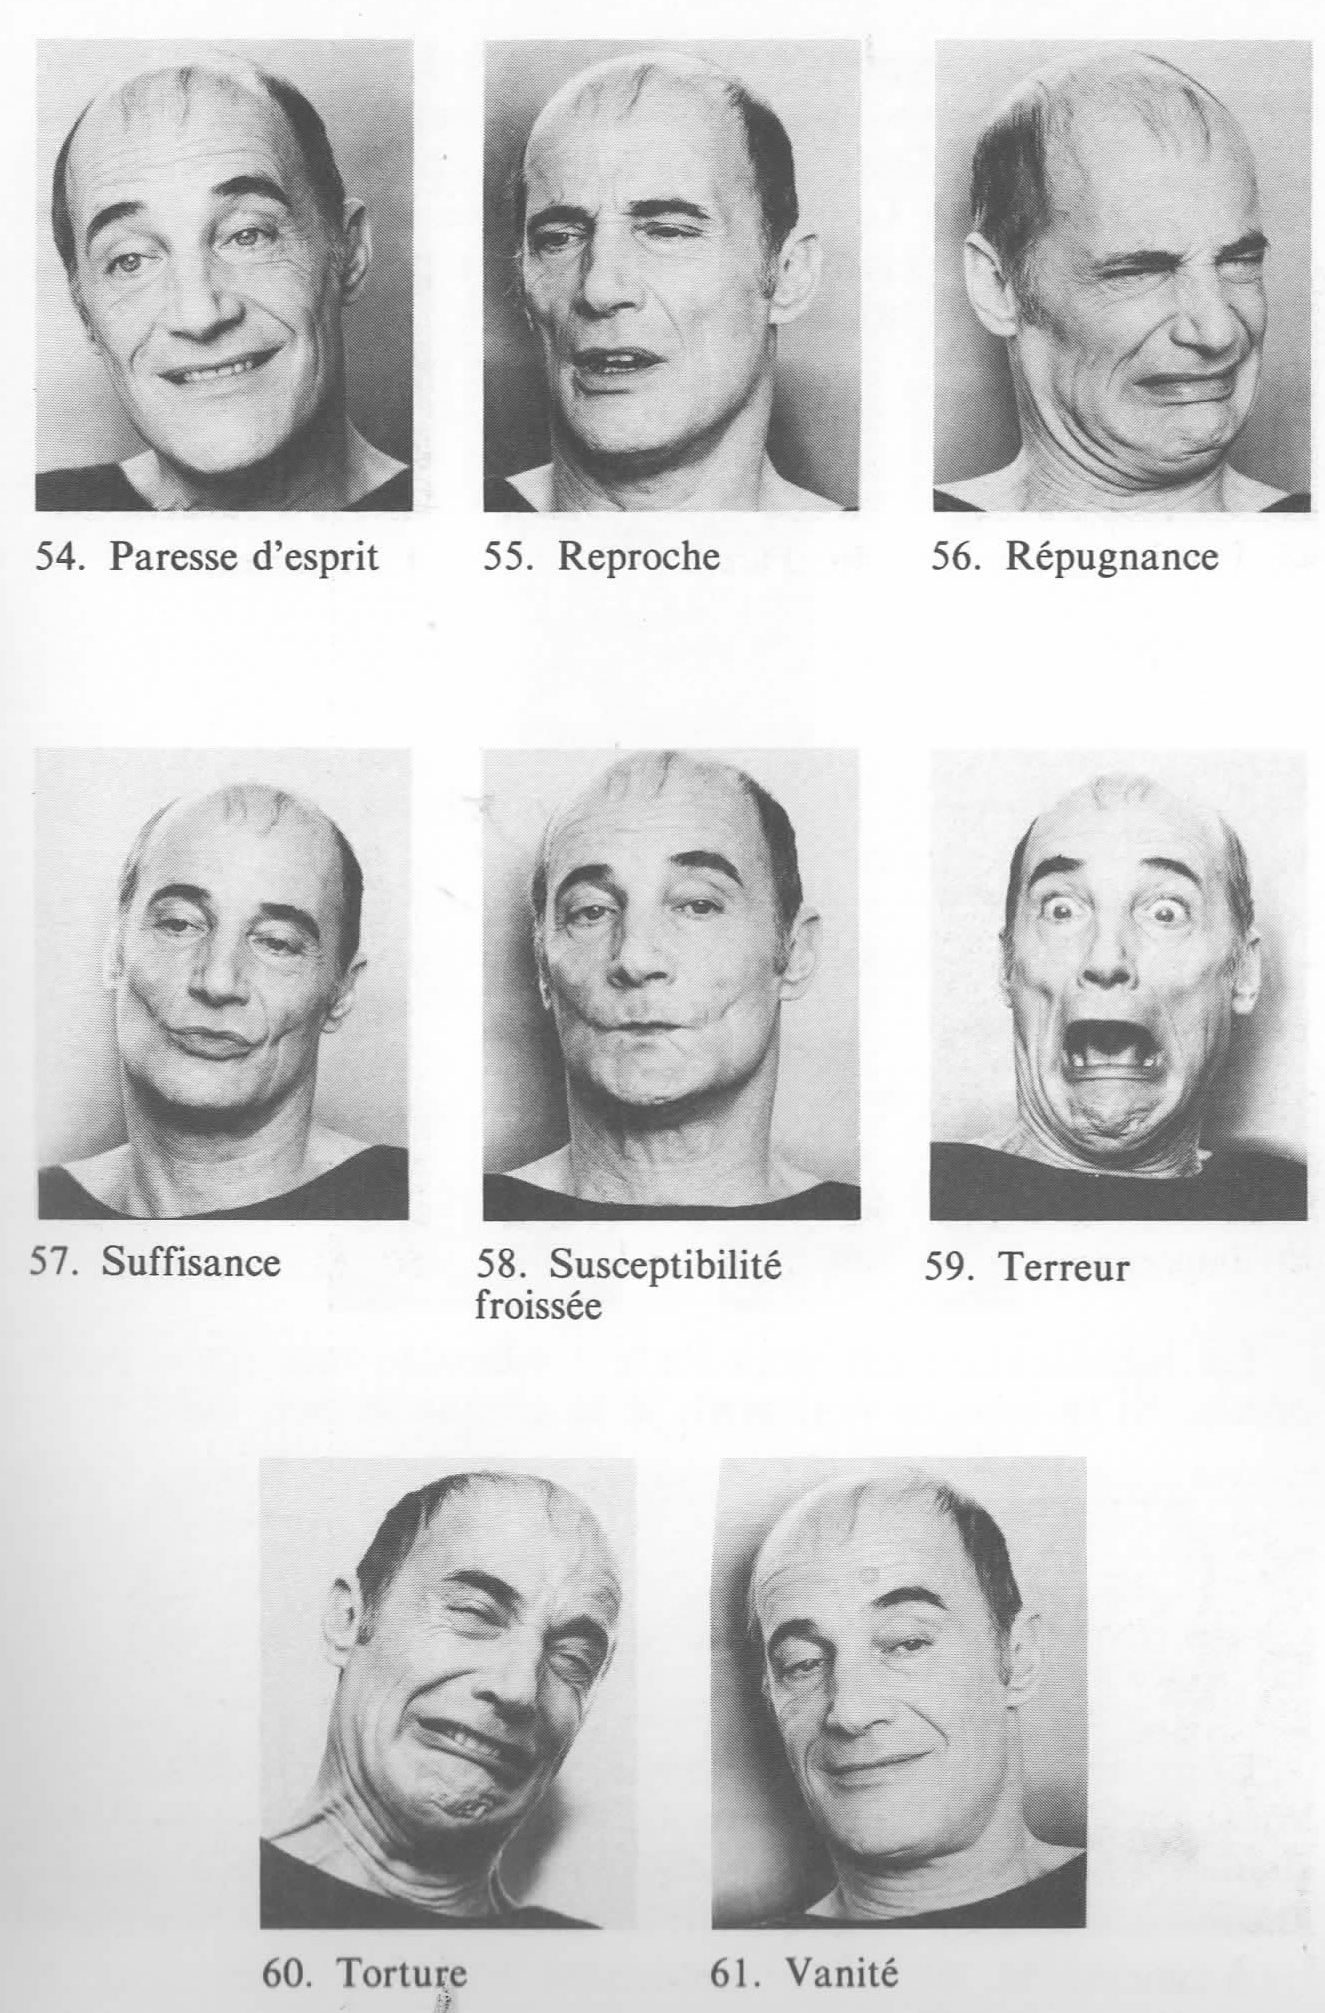 54. Paresse d'esprit
55. Reproche
56. Répugnance
57. Suffisance
58. Susceptibilité
froissée
59. Terreur
60. Torture
61. Vanité